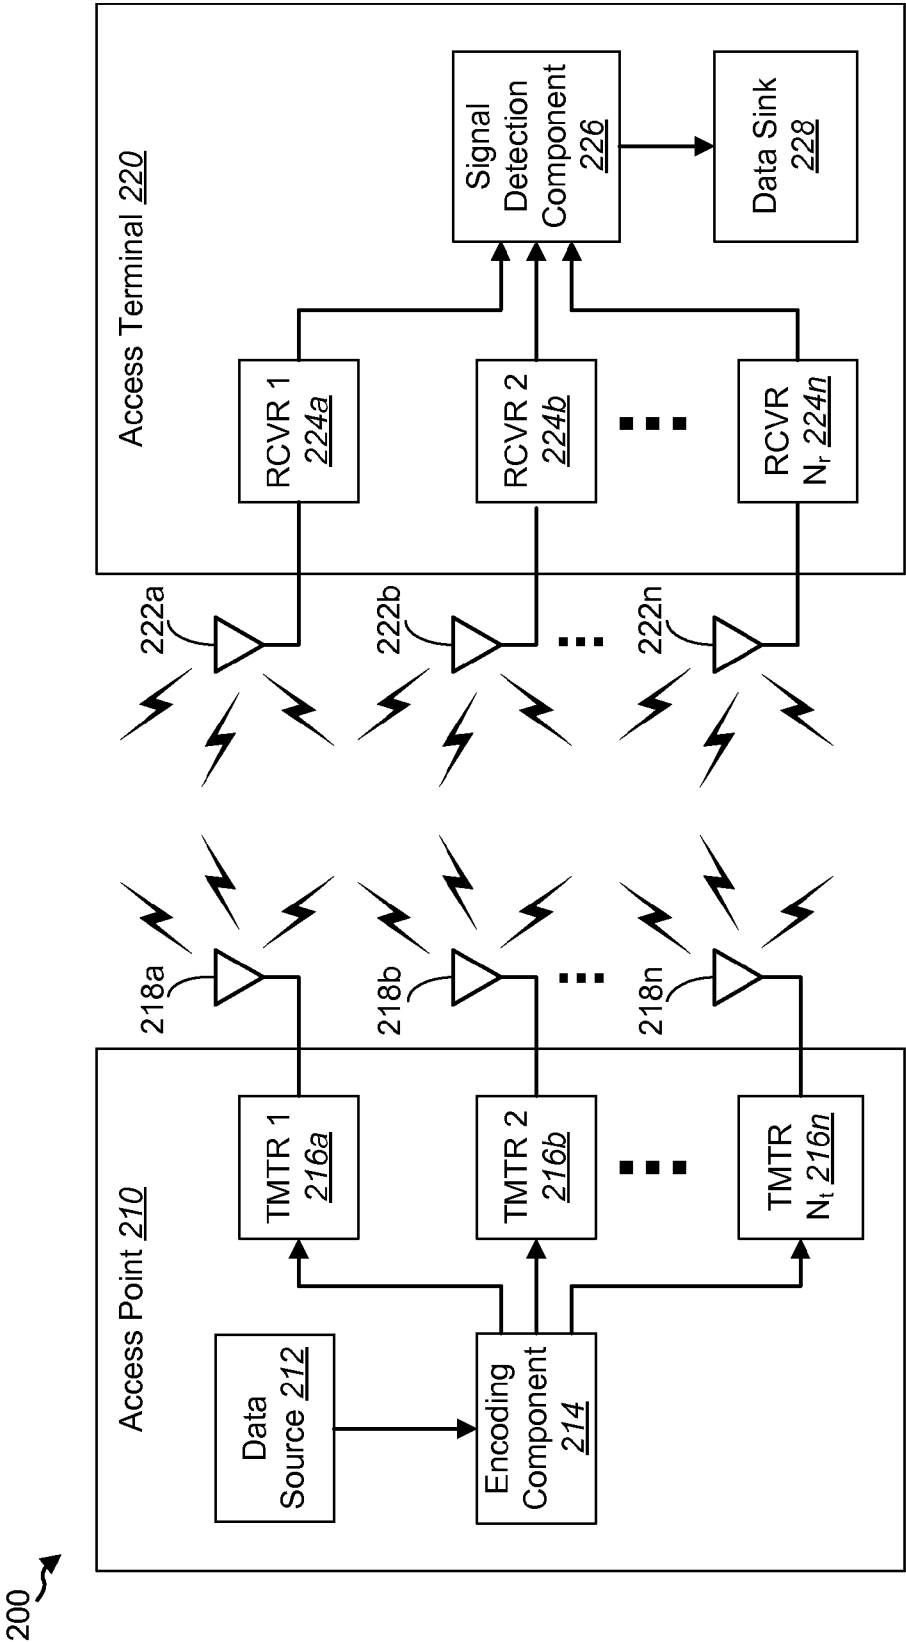 200
Access Point 210
Data
Source 212
Encoding
Component
214
TMTR 1
216a
TMTR 2
216b
TMTR
Nt 216n
218a
218b
218n
Access Terminal 220
222a
222b
222n
RCVR 1
224a
RCVR 2
224b
RCVR
Nr 224n
Signal
Detection
Component
226
Data Sink
228